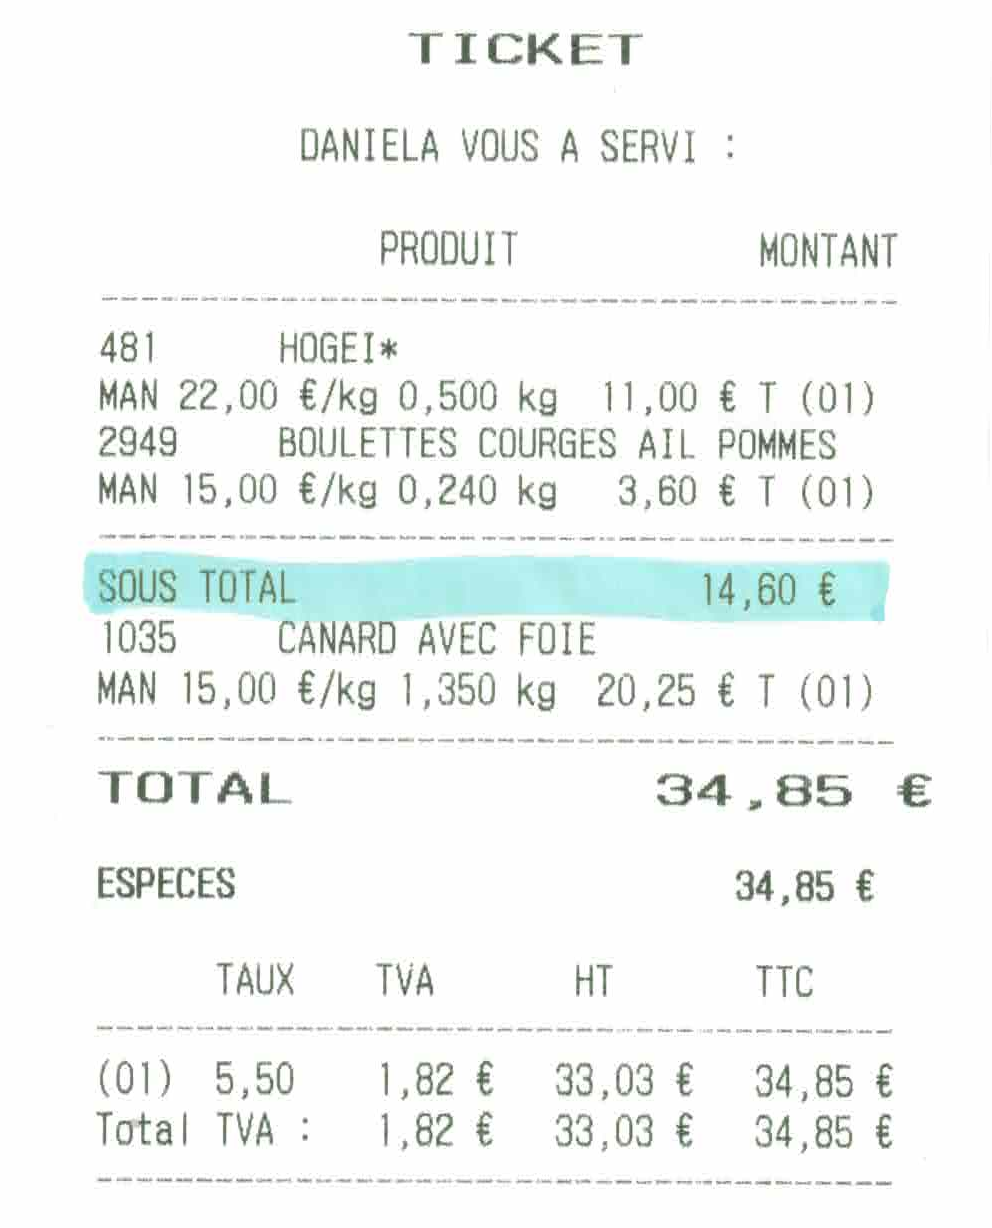 TICKET
DANIELA VOUS A SERVI :
PRODUIT MONTANT
481 HOGEI*
MAN 22,00 €/kg 0,500 kg 11,00 € T (01)
2949 BOULETTES COURGES AIL POMMES
MAN 15,00 €/kg 0,240 kg 3,60 € T (01)
SOUS TOTAL 14,60 €
1035 CANARD AVEC FOIE
MAN 15,00 €/kg 1,350 kg 20,25 € T (01)
TOTAL 34,85 €
ESPECES 34,85 €
TAUX TVA HT TTC
(01) 5,50 1,82 € 33,03 € 34,85 €
Total TVA : 1,82 € 33,03 € 34,85 €